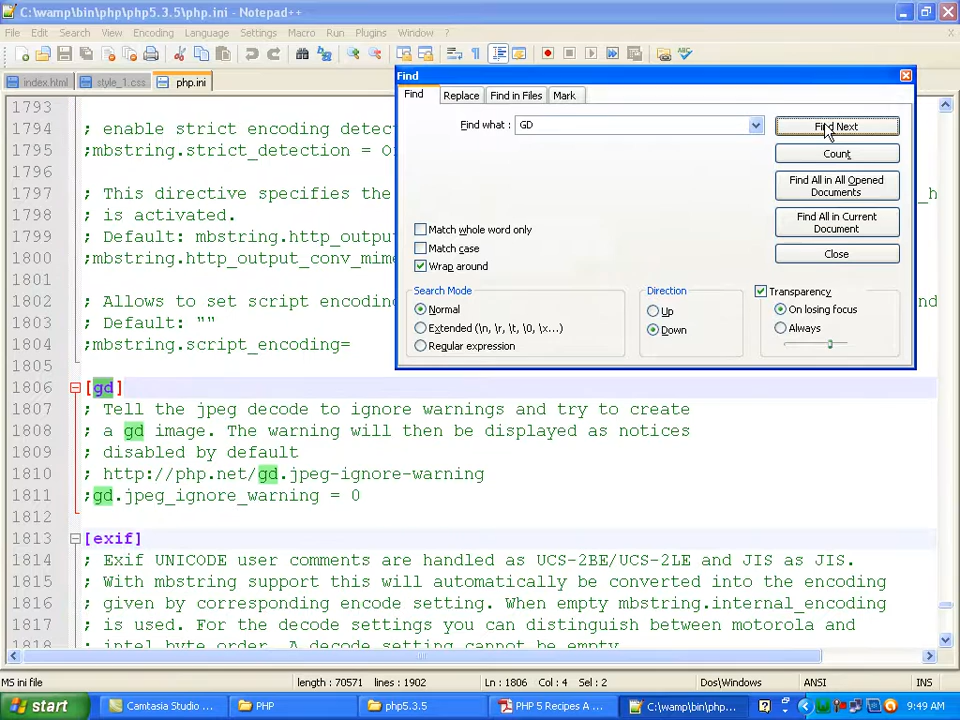 C:\wamp\bin\php\php5.3.5\php.ini - Notepad++
File Edit Search View Encoding Language Settings Macro Run Plugins Window ? X
index.html style_1.css php.ini
1793
1794 ; enable strict encoding detec
1795 ;mbstring.strict_detection = O
1796
1797 ; This directive specifies the
1798 ; is activated.
1799 ; Default: mbstring.http_output
1800 ;mbstring.http_output_conv_mime
1801
1802 ; Allows to set script encoding
1803 ; Default: ""
1804 ;mbstring.script_encoding=
1805
1806 [gd]
1807 ; Tell the jpeg decode to ignore warnings and try to create
1808 ; a gd image. The warning will then be displayed as notices
1809 ; disabled by default
1810 ; http://php.net/gd.jpeg-ignore-warning
1811 ;gd.jpeg_ignore_warning = 0
1812
1813 [exif]
1814 ; Exif UNICODE user comments are handled as UCS-2BE/UCS-2LE and JIS as JIS.
1815 ; With mbstring support this will automatically be converted into the encoding
1816 ; given by corresponding encode setting. When empty mbstring.internal_encoding
1817 ; is used. For the decode settings you can distinguish between motorola and
1818 ; intel byte order. A decode setting cannot be empty.
Find
Find Replace Find in Files Mark
Find what : GD
Find Next
Count
Find All in All Opened
Documents
Find All in Current
Document
Close
Match whole word only
Match case
Wrap around
Search Mode
Normal
Extended (\n, \r, \t, \0, \x...)
Regular expression
Direction
Up
Down
Transparency
On losing focus
Always
MS ini file length : 70571 lines : 1902 Ln : 1806 Col : 4 Sel : 2 Dos\Windows ANSI INS
start Camtasia Studio ... PHP php5.3.5 PHP 5 Recipes A ... C:\wamp\bin\php... 9:49 AM